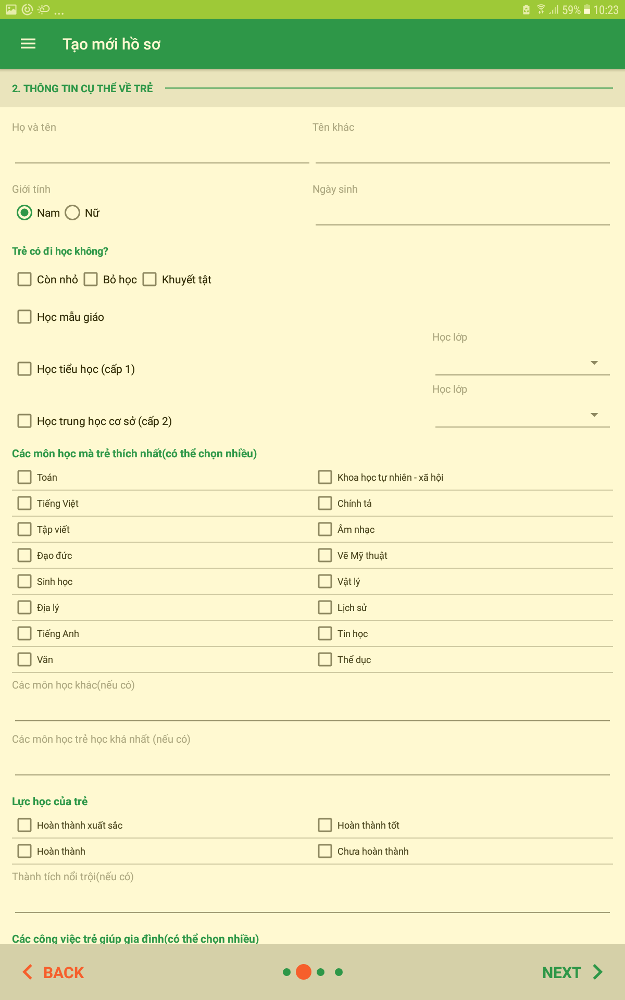 ... 59% 10:23
Tạo mới hồ sơ
2. THÔNG TIN CỤ THỂ VỀ TRẺ
Họ và tên Tên khác
Giới tính Ngày sinh
Nam Nữ
Trẻ có đi học không?
Còn nhỏ Bỏ học Khuyết tật
Học mẫu giáo
Học lớp
Học tiểu học (cấp 1)
Học lớp
Học trung học cơ sở (cấp 2)
Các môn học mà trẻ thích nhất(có thể chọn nhiều)
Toán Khoa học tự nhiên - xã hội
Tiếng Việt Chính tả
Tập viết Âm nhạc
Đạo đức Vẽ Mỹ thuật
Sinh học Vật lý
Địa lý Lịch sử
Tiếng Anh Tin học
Văn Thể dục
Các môn học khác(nếu có)
Các môn học trẻ học khá nhất (nếu có)
Lực học của trẻ
Hoàn thành xuất sắc Hoàn thành tốt
Hoàn thành Chưa hoàn thành
Thành tích nổi trội(nếu có)
Các công việc trẻ giúp gia đình(có thể chọn nhiều)
BACK NEXT